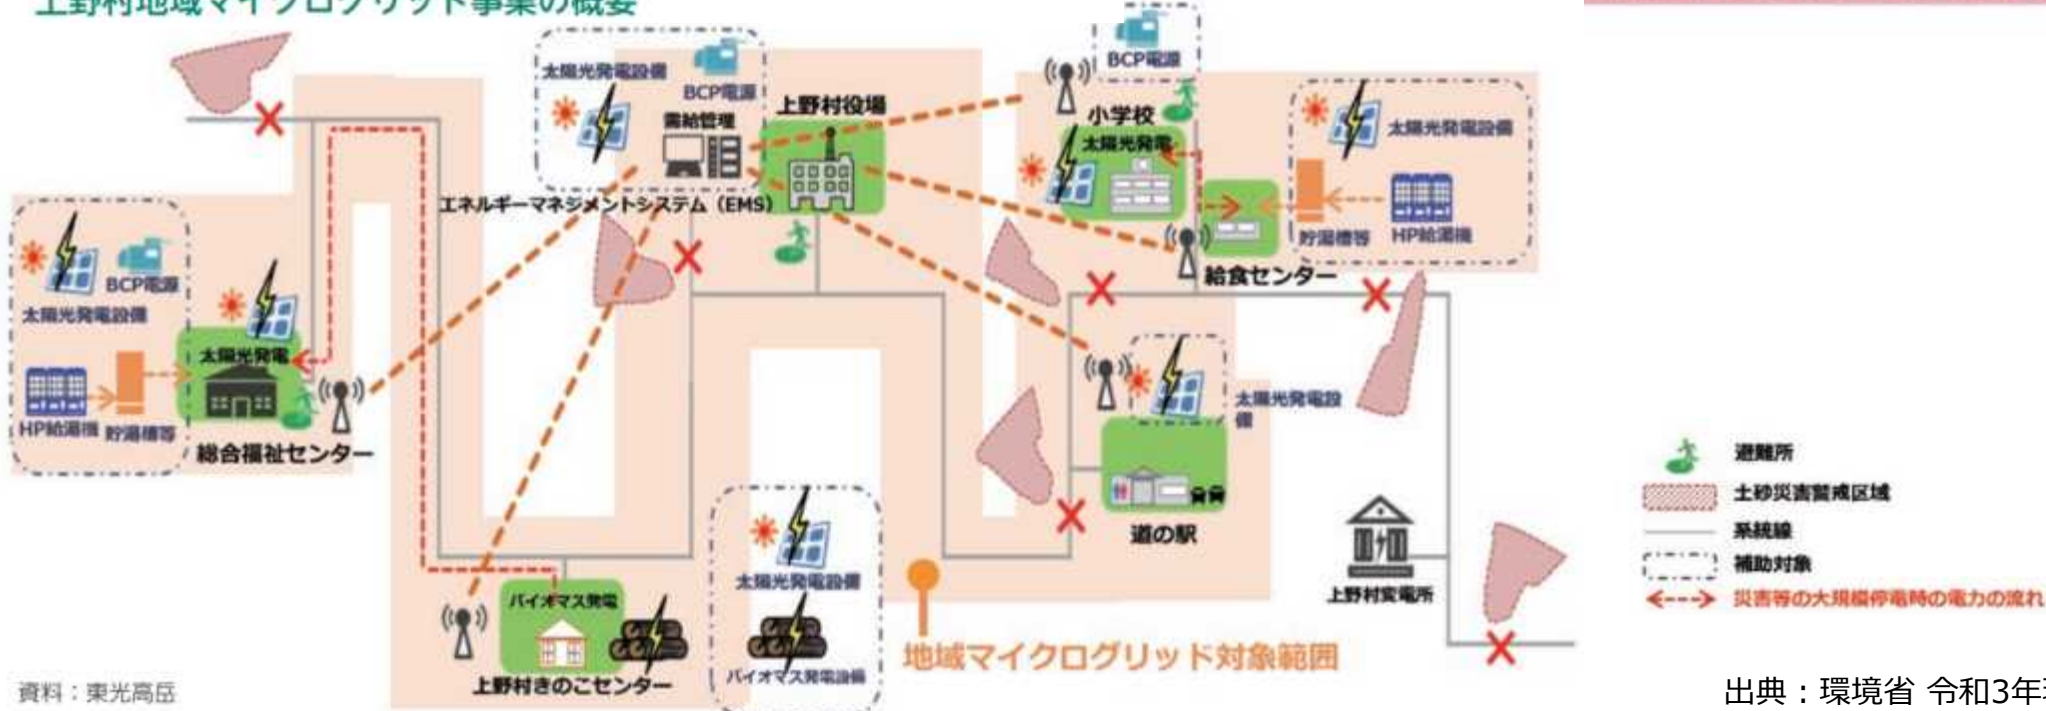 上野村地域マイクログリッド事業の概要
太陽光発電設備
BCP電源
需給管理
エネルギーマネジメントシステム（EMS）
上野村役場
BCP電源
小学校
太陽光発電
太陽光発電設備
貯湯槽等
HP給湯機
給食センター
BCP電源
太陽光発電設備
太陽光発電
HP給湯機
貯湯槽等
総合福祉センター
太陽光発電設
備
道の駅
上野村変電所
バイオマス発電
上野村きのこセンター
太陽光発電設備
バイオマス発電設備
地域マイクログリッド対象範囲
避難所
土砂災害警戒区域
系統線
補助対象
災害等の大規模停電時の電力の流れ
資料：東光高岳
出典：環境省 令和3年